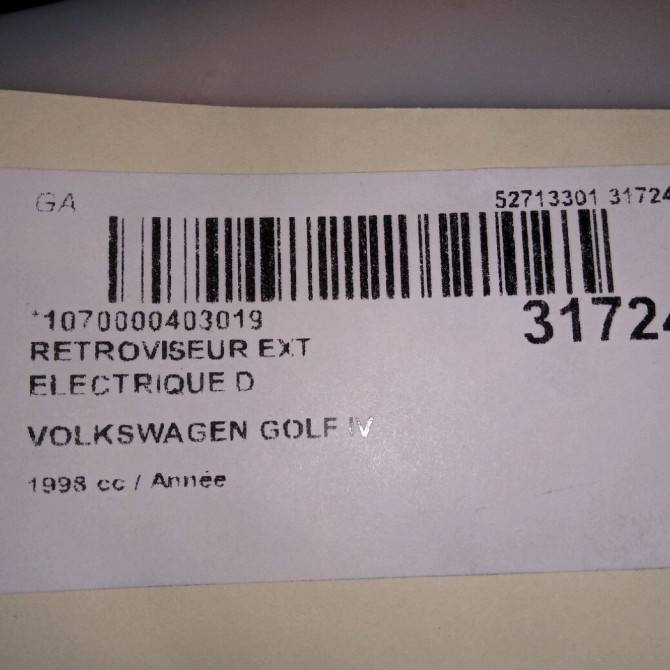 GA
52713301 31724
*1070000403019
31724
RETROVISEUR EXT
ELECTRIQUE D
VOLKSWAGEN GOLF IV
1998 cc / Année